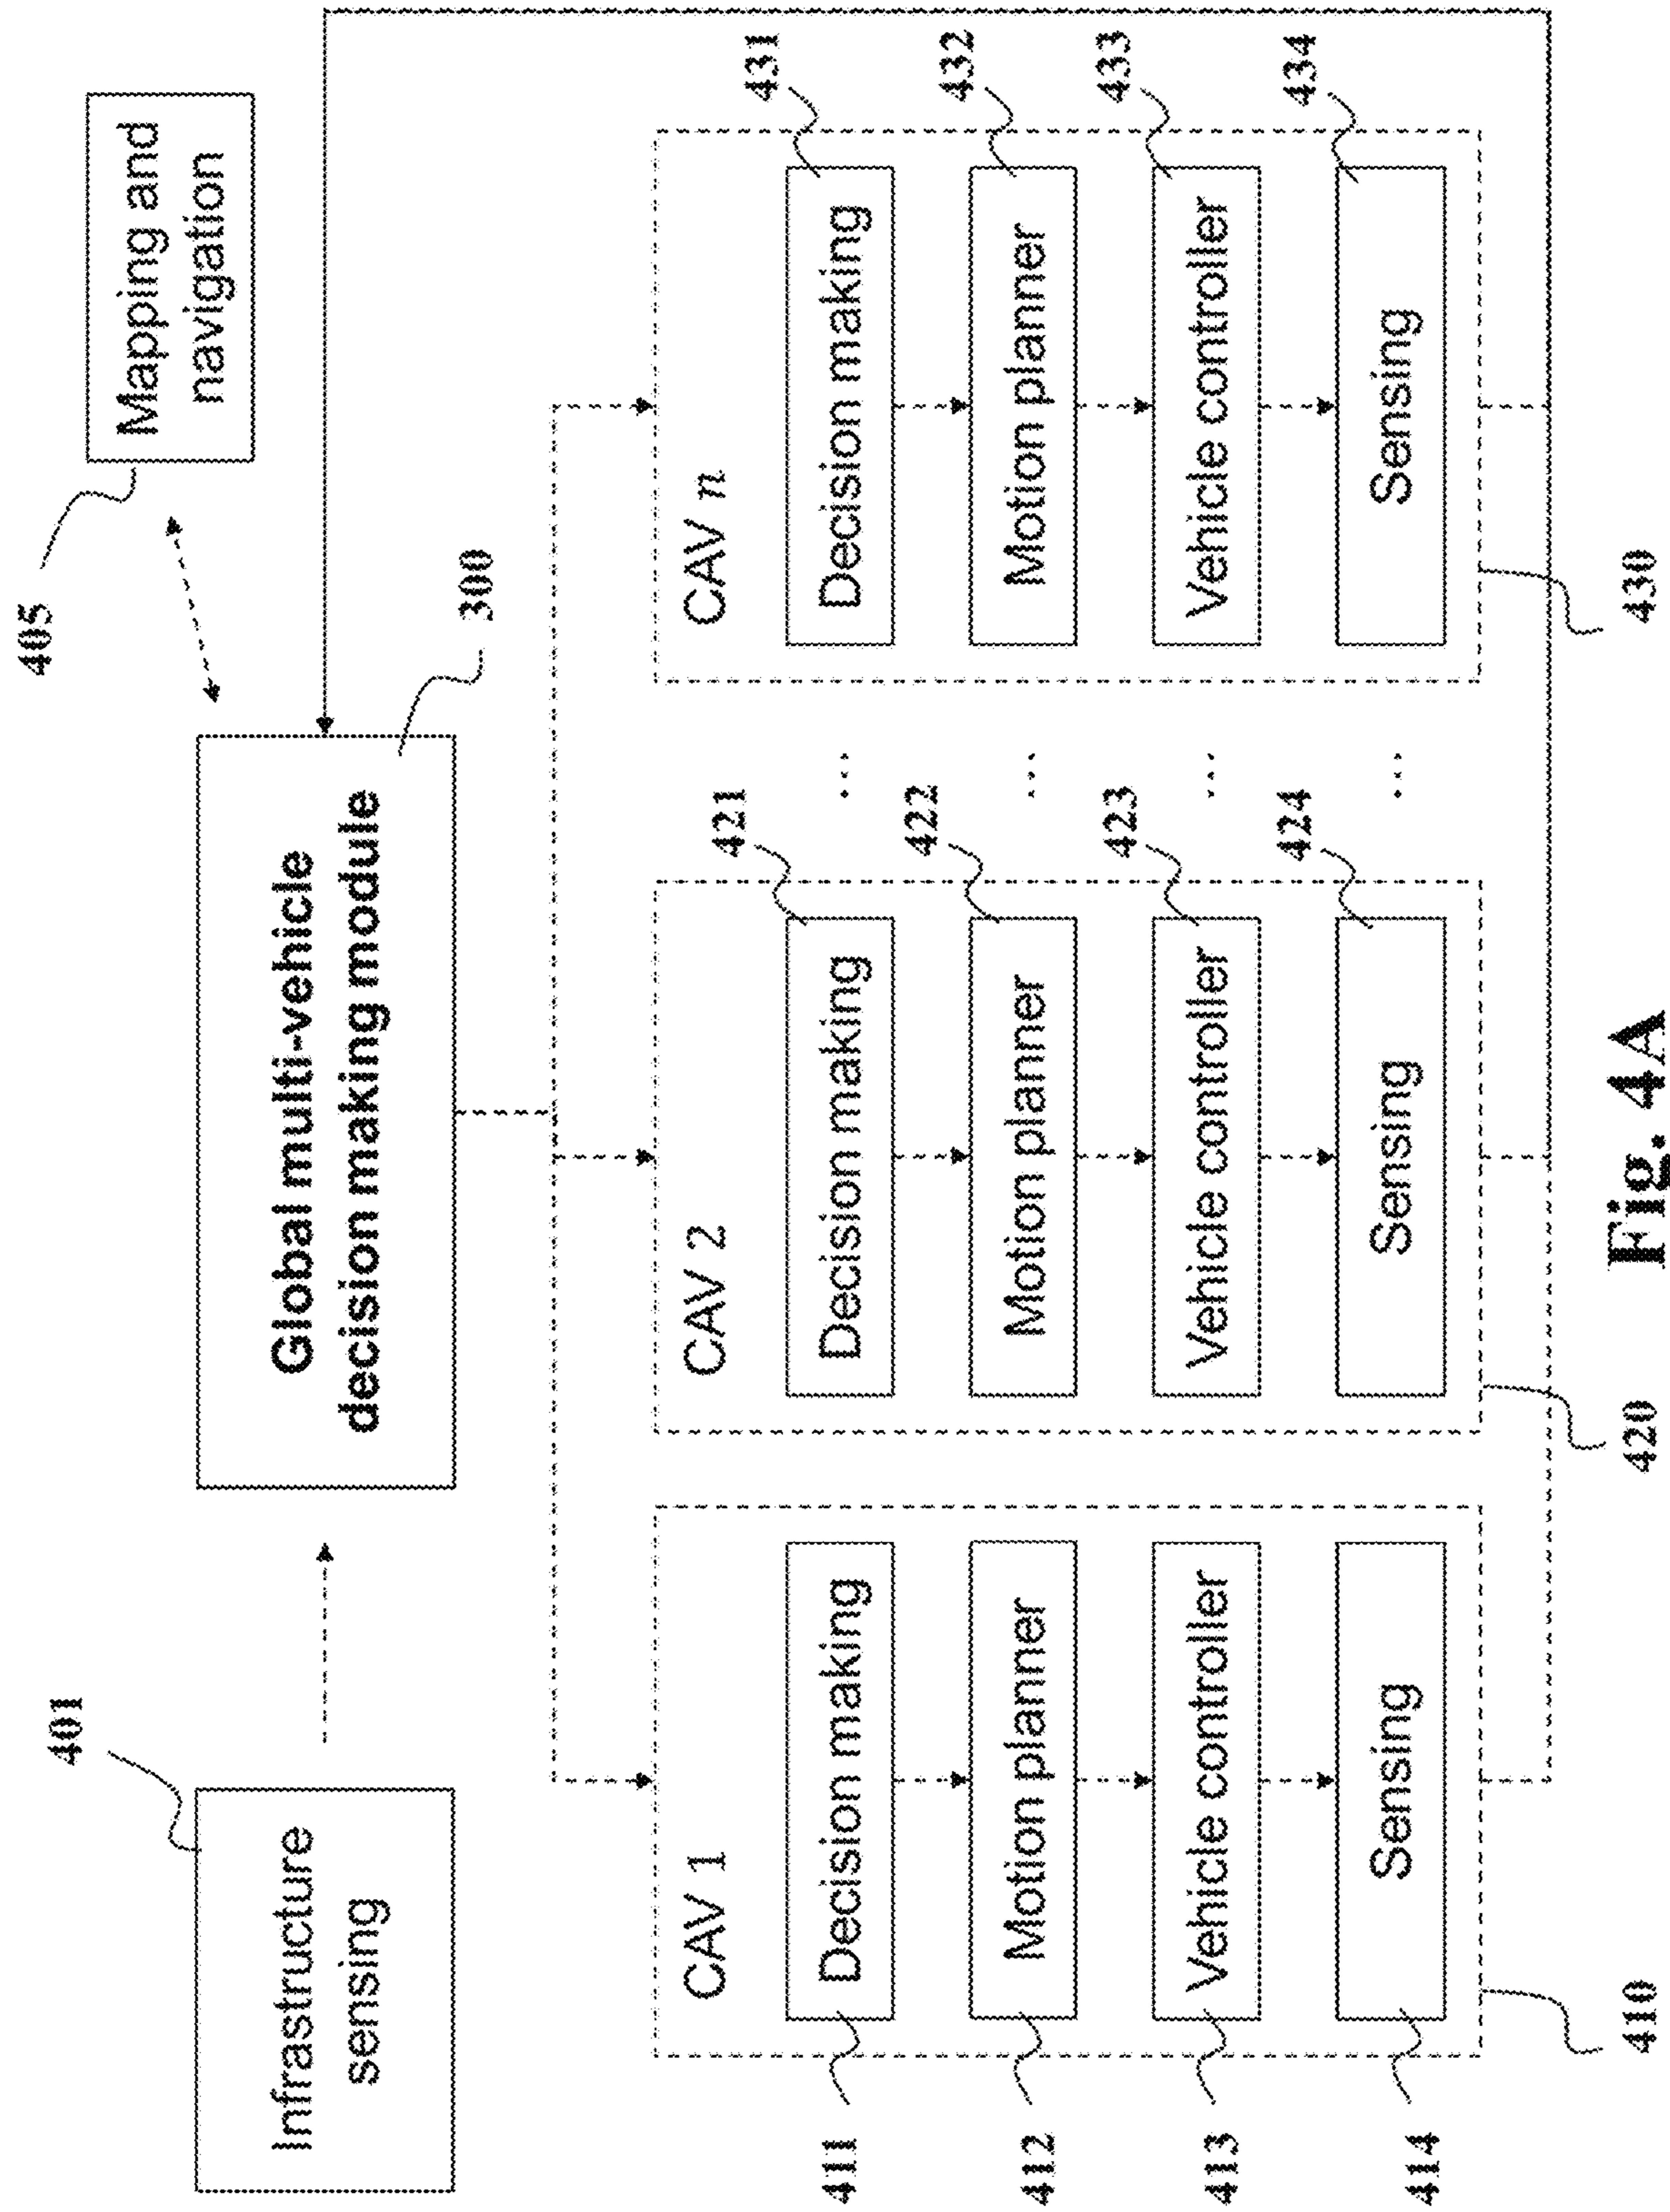 405
Mapping and
navigation
401
Infrastructure
sensing
Global multi-vehicle
decision making module
300
CAV 1
411
Decision making
412
Motion planner
413
Vehicle controller
414
Sensing
410
CAV 2
421
Decision making
422
Motion planner
423
Vehicle controller
424
Sensing
420
...
...
...
...
CAV n
431
Decision making
432
Motion planner
433
Vehicle controller
434
Sensing
430
Fig. 4A